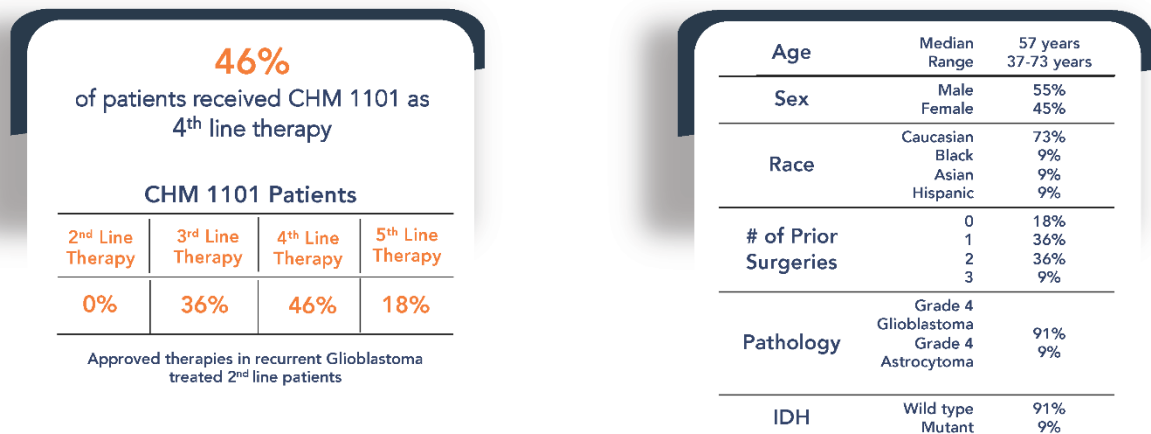 46%
of patients received CHM 1101 as
4th line therapy
CHM 1101 Patients
2nd Line Therapy
3rd Line Therapy
4th Line Therapy
5th Line Therapy
0% 36% 46% 18%
Approved therapies in recurrent Glioblastoma
treated 2nd line patients
Age
Median 57 years
Range 37-73 years
Sex
Male 55%
Female 45%
Race
Caucasian 73%
Black 9%
Asian 9%
Hispanic 9%
# of Prior
Surgeries
0 18%
1 36%
2 36%
3 9%
Pathology
Grade 4
Glioblastoma 91%
Grade 4
Astrocytoma 9%
IDH
Wild type 91%
Mutant 9%